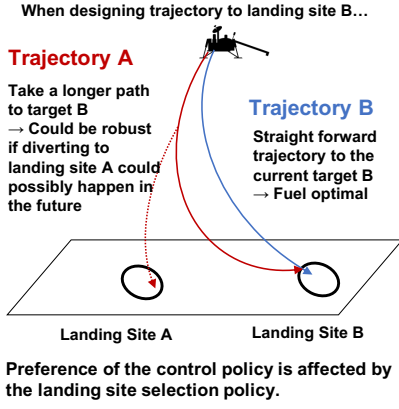 When designing trajectory to landing site B…
Trajectory A
Take a longer path
to target B
→ Could be robust
if diverting to
landing site A could
possibly happen in
the future
Trajectory B
Straight forward
trajectory to the
current target B
→ Fuel optimal
Landing Site A
Landing Site B
Preference of the control policy is affected by
the landing site selection policy.